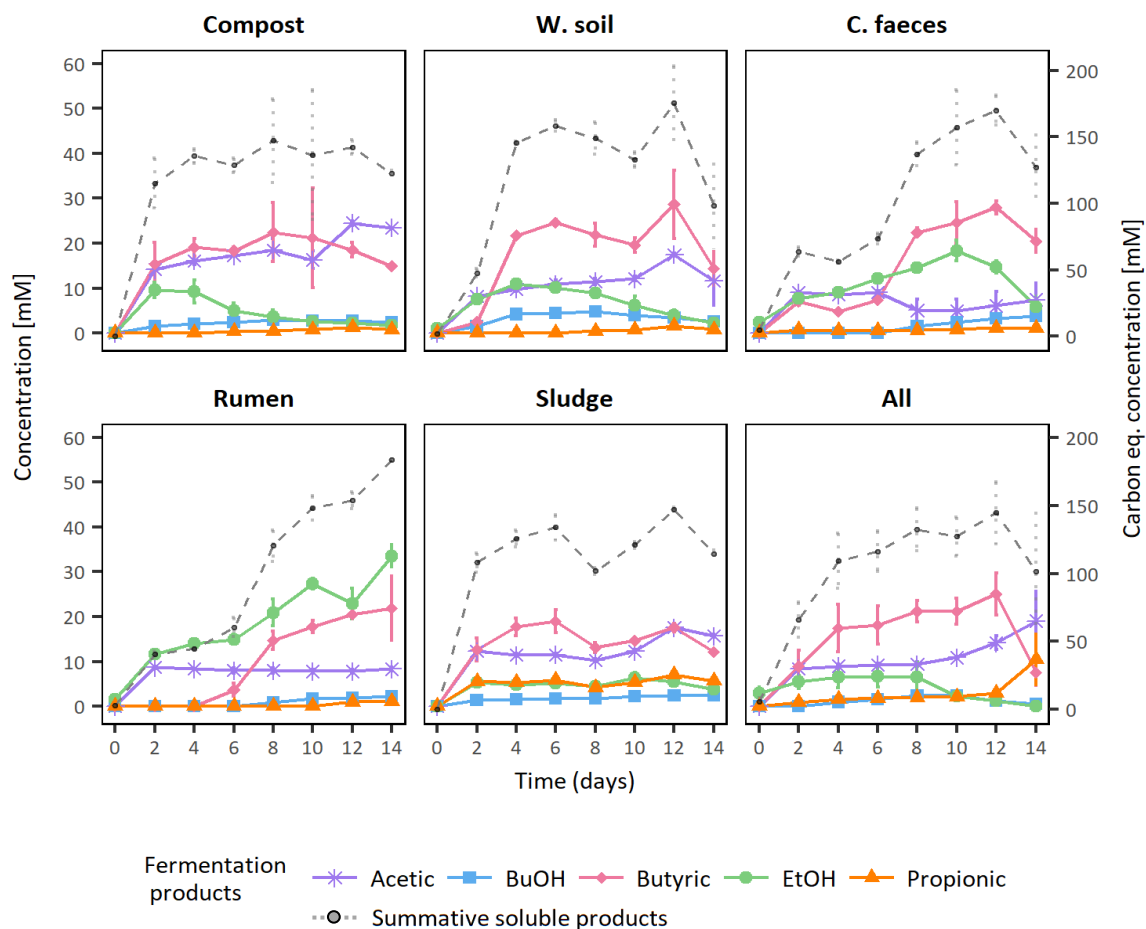 Compost W. soil C. faeces
60
50
40
30
20
10
0
200
150
100
50
0
Rumen Sludge All
60
50
40
30
20
10
0
200
150
100
50
0
Concentration [mM]
Carbon eq. concentration [mM]
0 2 4 6 8 10 12 14 0 2 4 6 8 10 12 14 0 2 4 6 8 10 12 14
Time (days)
Fermentation
products
Acetic BuOH Butyric EtOH Propionic
Summative soluble products